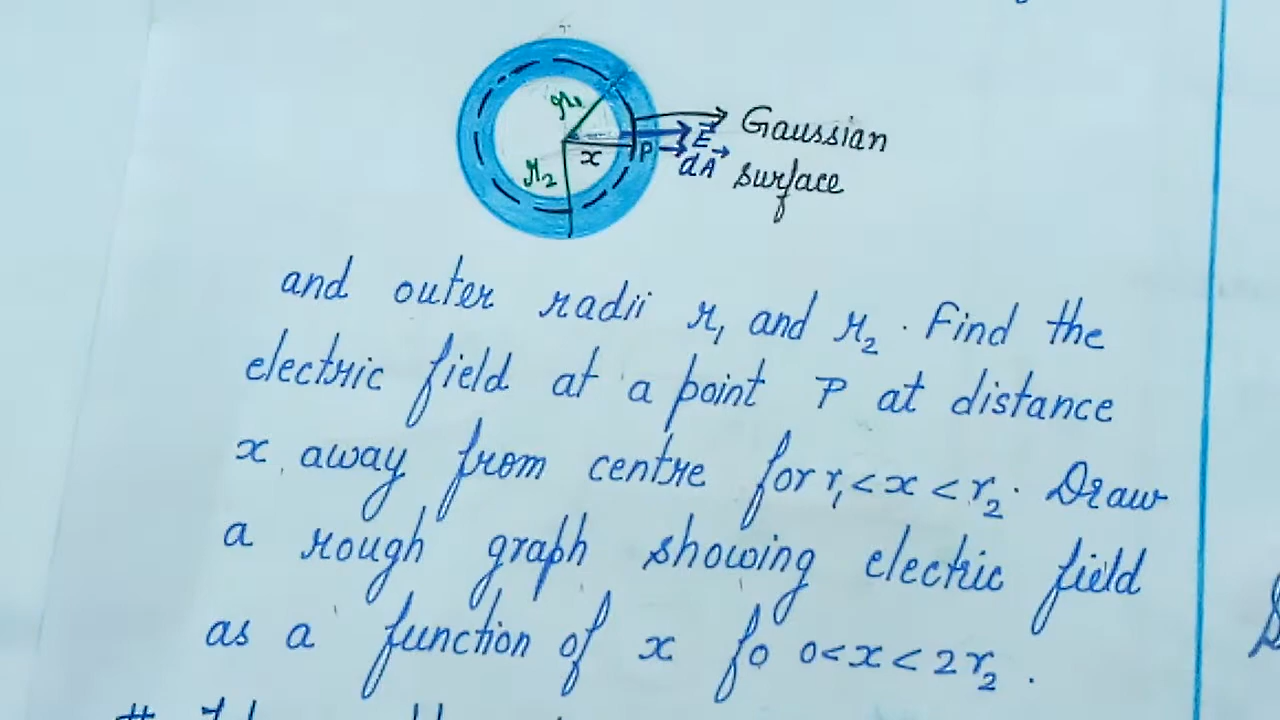 r₁
x
r₂
P
E
dA
Gaussian
surface
and outer radii r₁ and r₂. Find the
electric field at a point P at distance
x away from centre for r₁<x<r₂. Draw
a rough graph showing electric field
as a function of x fo 0<x<2r₂.
#